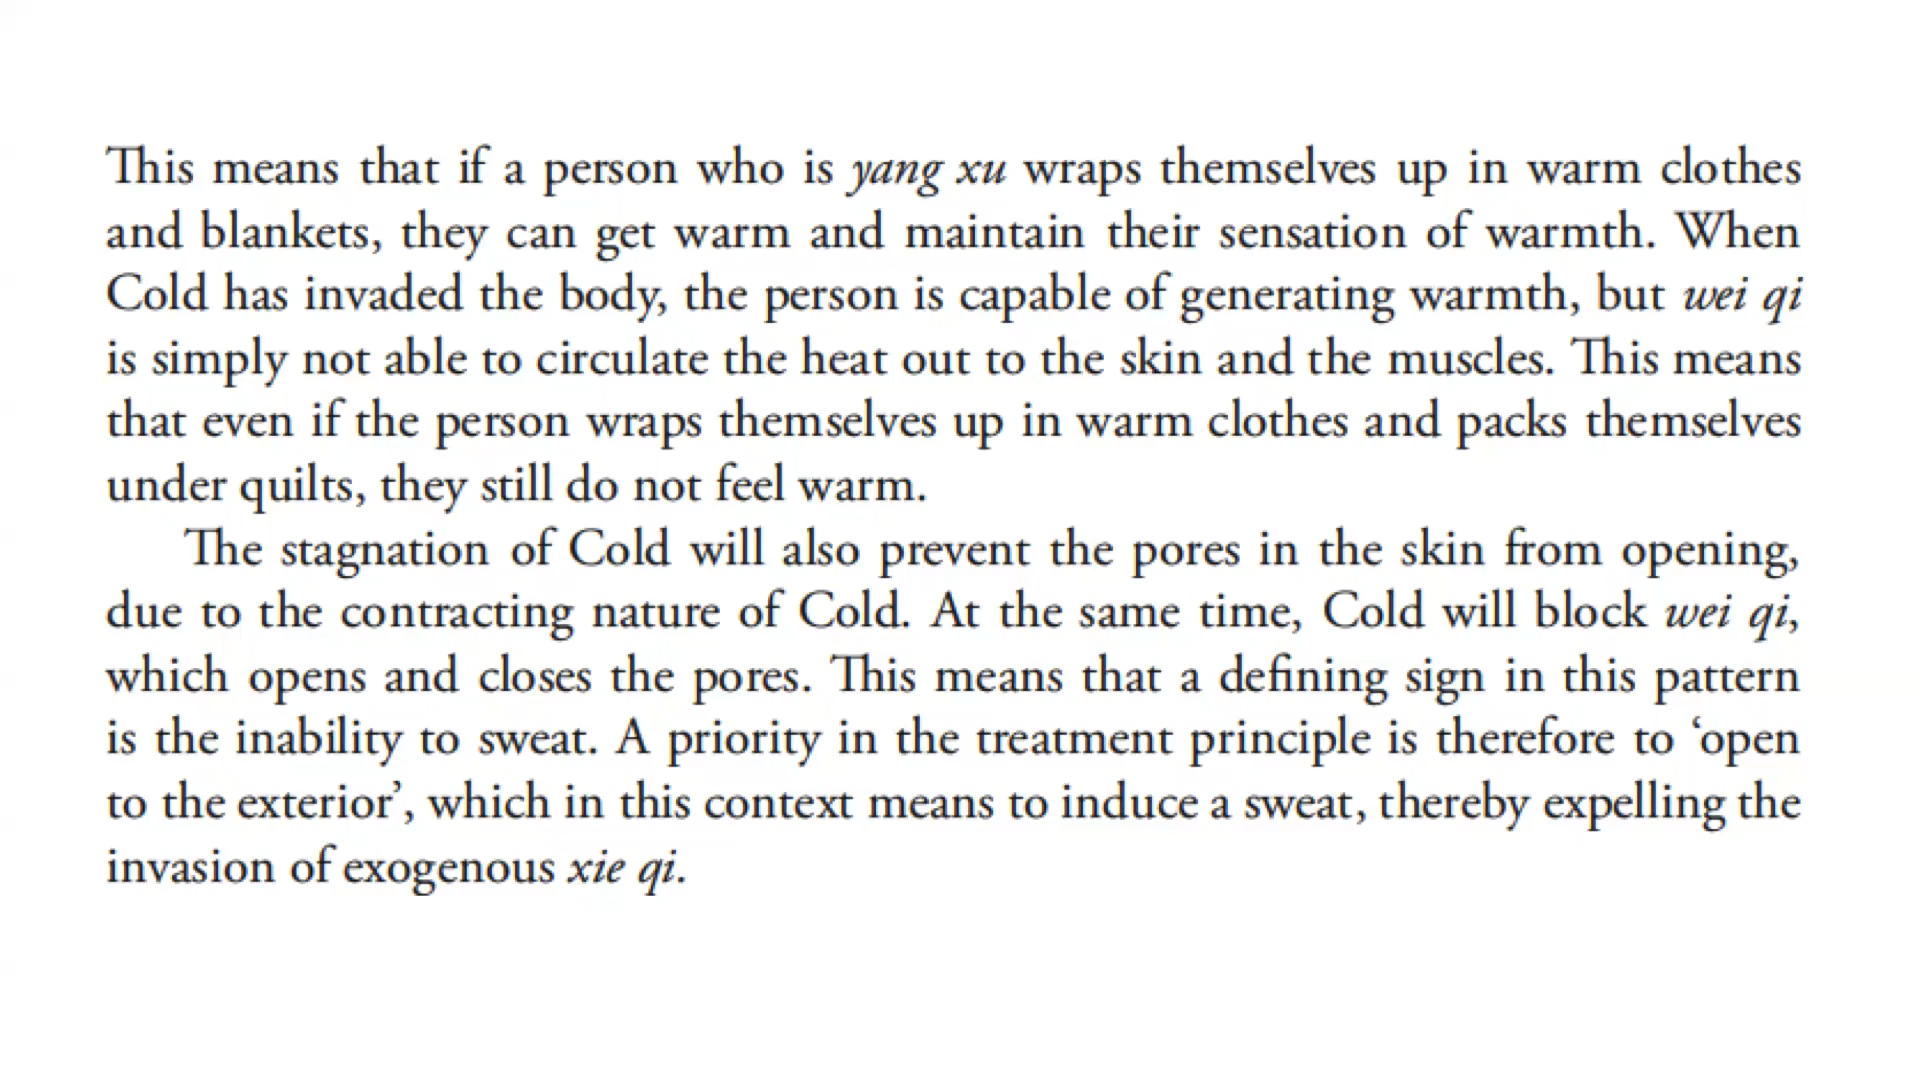 This means that if a person who is yang xu wraps themselves up in warm clothes
and blankets, they can get warm and maintain their sensation of warmth. When
Cold has invaded the body, the person is capable of generating warmth, but wei qi
is simply not able to circulate the heat out to the skin and the muscles. This means
that even if the person wraps themselves up in warm clothes and packs themselves
under quilts, they still do not feel warm.
The stagnation of Cold will also prevent the pores in the skin from opening,
due to the contracting nature of Cold. At the same time, Cold will block wei qi,
which opens and closes the pores. This means that a defining sign in this pattern
is the inability to sweat. A priority in the treatment principle is therefore to ‘open
to the exterior’, which in this context means to induce a sweat, thereby expelling the
invasion of exogenous xie qi.